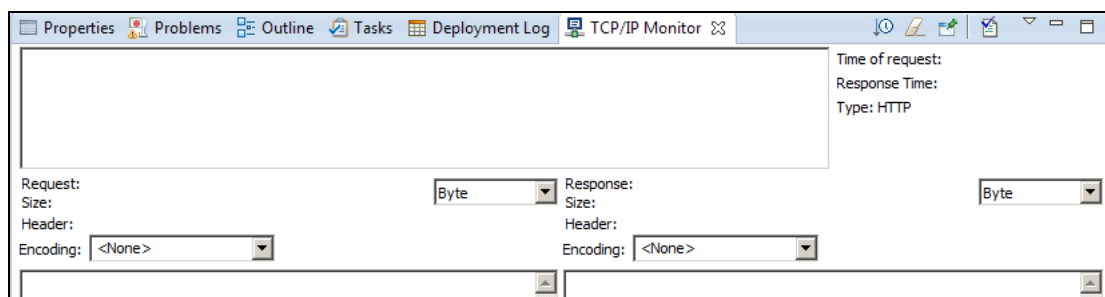 Properties Problems Outline Tasks Deployment Log TCP/IP Monitor
Time of request:
Response Time:
Type: HTTP
Request:
Size:
Byte
Header:
Encoding: <None>
Response:
Size:
Byte
Header:
Encoding: <None>